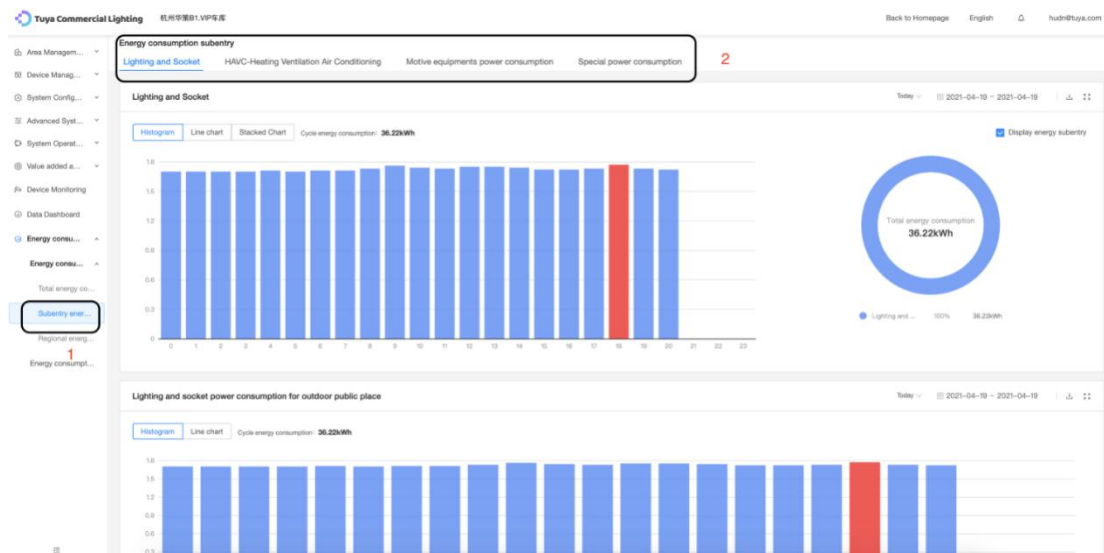 Tuya Commercial Lighting
杭州华策B1.VIP车库
Back to Homepage
English
hudn@tuya.com
Area Managem...
Device Manag...
System Config...
Advanced Syst...
System Operat...
Value added a...
Device Monitoring
Data Dashboard
Energy consu...
Energy consu...
Total energy co...
Subentry ener...
Regional energ...
1
Energy consumpt...
Energy consumption subentry
Lighting and Socket
HAVC-Heating Ventilation Air Conditioning
Motive equipments power consumption
Special power consumption
2
Lighting and Socket
Today
2021-04-19 ~ 2021-04-19
Histogram
Line chart
Stacked Chart
Cycle energy consumption: 36.22kWh
Display energy subentry
1.8
1.5
1.2
0.9
0.6
0.3
0
0 1 2 3 4 5 6 7 8 9 10 11 12 13 14 15 16 17 18 19 20 21 22 23
Total energy consumption
36.22kWh
Lighting and ... 100% 36.22kWh
Lighting and socket power consumption for outdoor public place
Today
2021-04-19 ~ 2021-04-19
Histogram
Line chart
Cycle energy consumption: 36.22kWh
1.8
1.5
1.2
0.9
0.6
0.3